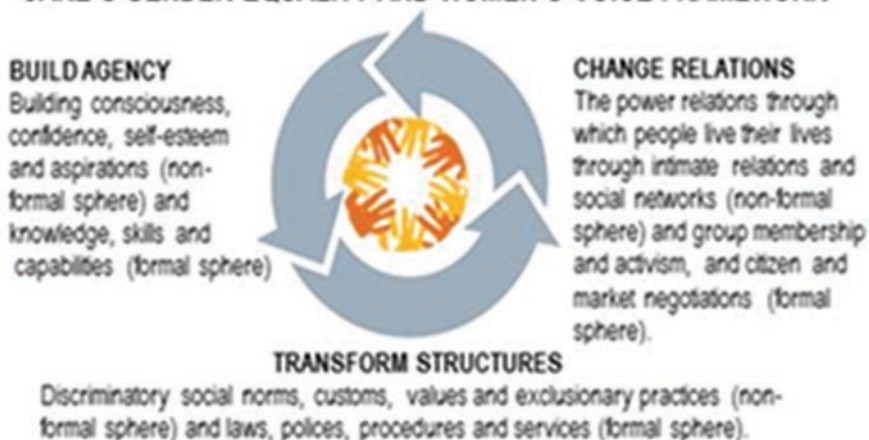 BUILD AGENCY
Building consciousness,
confidence, self-esteem
and aspirations (non-
formal sphere) and
knowledge, skills and
capabilities (formal sphere)
CHANGE RELATIONS
The power relations through
which people live their lives
through intimate relations and
social networks (non-formal
sphere) and group membership
and activism, and citizen and
market negotiations (formal
sphere).
TRANSFORM STRUCTURES
Discriminatory social norms, customs, values and exclusionary practices (non-
formal sphere) and laws, polices, procedures and services (formal sphere).